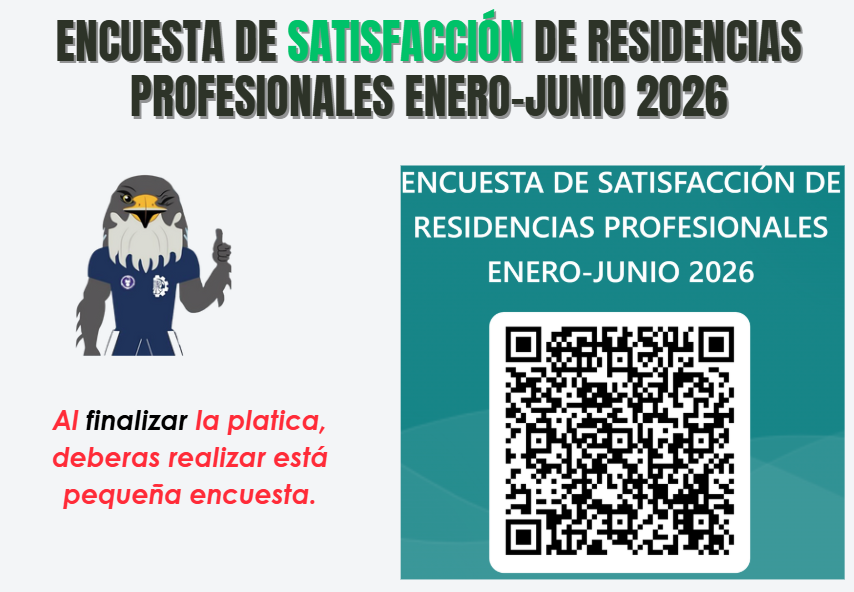 ENCUESTA DE SATISFACCIÓN DE RESIDENCIAS
PROFESIONALES ENERO-JUNIO 2026
ENCUESTA DE SATISFACCIÓN DE
RESIDENCIAS PROFESIONALES
ENERO-JUNIO 2026
Al finalizar la platica,
deberas realizar está
pequeña encuesta.